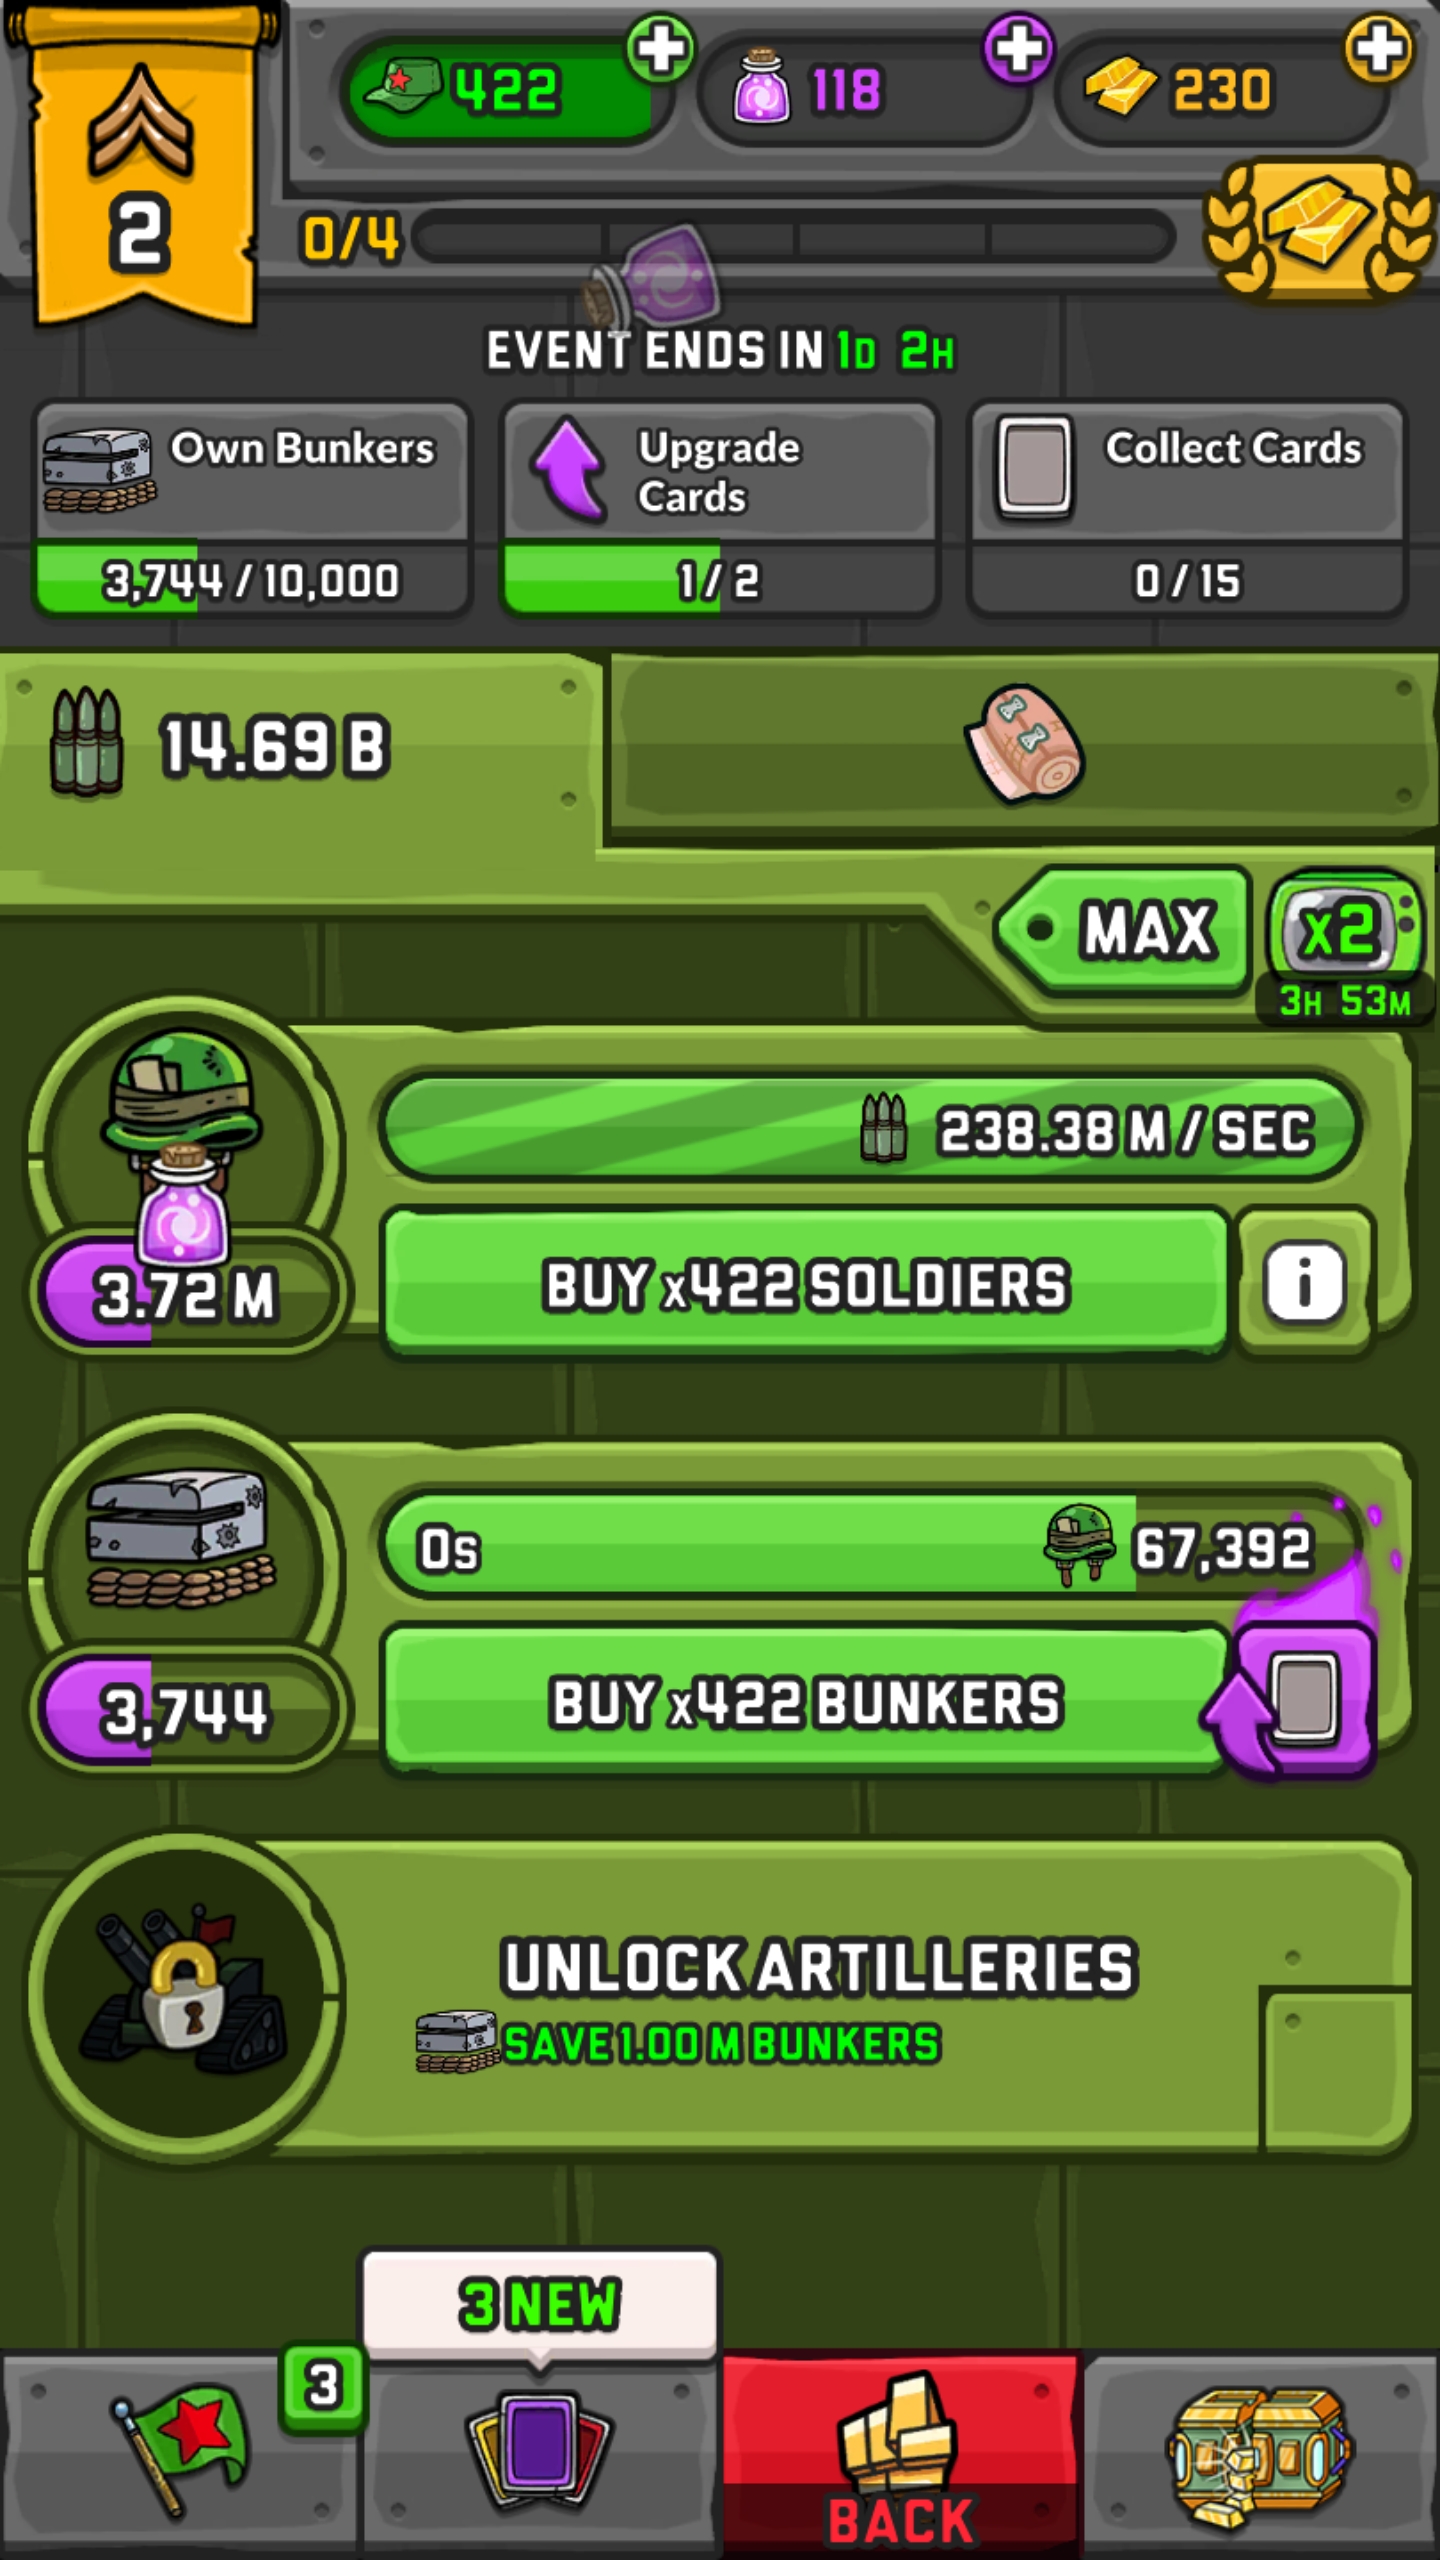 422
118
230
2
0/4
EVENT ENDS IN 1D 2H
Own Bunkers
3,744 / 10,000
Upgrade
Cards
1 / 2
Collect Cards
0 / 15
14.69 B
MAX
x2
3H 53M
238.38 M / SEC
3.72 M
BUY x422 SOLDIERS
i
0s
67,392
3,744
BUY x422 BUNKERS
UNLOCK ARTILLERIES
SAVE 1.00 M BUNKERS
3 NEW
3
BACK